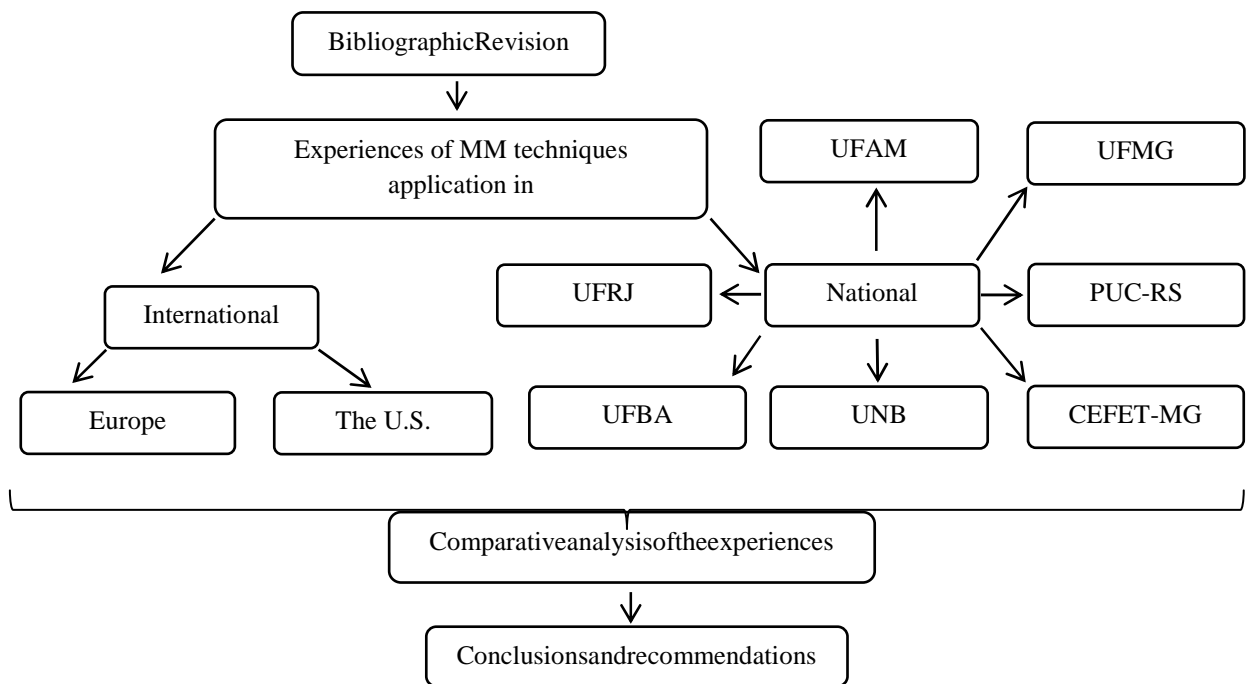 BibliographicRevision
Experiences of MM techniques
application in
UFAM
UFMG
UFRJ
National
PUC-RS
International
Europe
The U.S.
UFBA
UNB
CEFET-MG
Comparativeanalysisoftheexperiences
Conclusionsandrecommendations